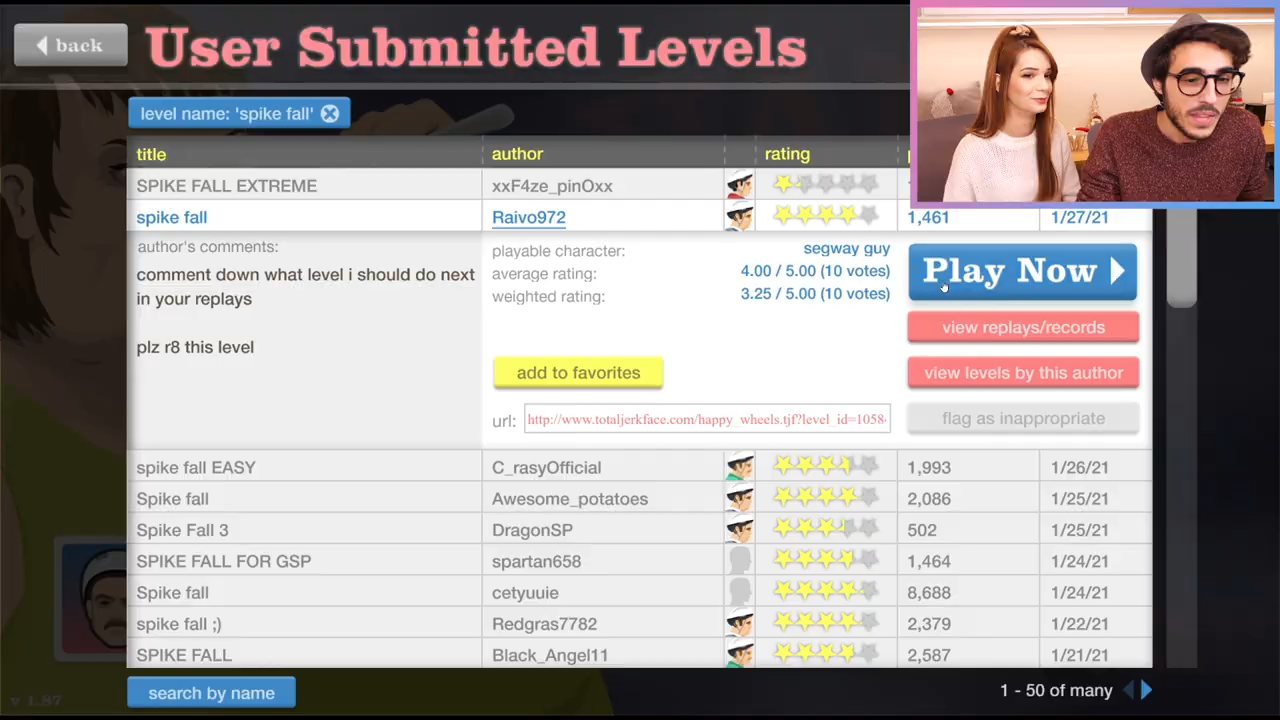 back
User Submitted Levels
level name: 'spike fall'
title author rating
SPIKE FALL EXTREME xxF4ze_pinOxx
spike fall Raivo972 1,461 1/27/21
author's comments:
comment down what level i should do next
in your replays
plz r8 this level
playable character: segway guy
average rating: 4.00 / 5.00 (10 votes)
weighted rating: 3.25 / 5.00 (10 votes)
add to favorites
url: http://www.totaljerkface.com/happy_wheels.tjf?level_id=1058
Play Now
view replays/records
view levels by this author
flag as inappropriate
spike fall EASY C_rasyOfficial 1,993 1/26/21
Spike fall Awesome_potatoes 2,086 1/25/21
Spike Fall 3 DragonSP 502 1/25/21
SPIKE FALL FOR GSP spartan658 1,464 1/24/21
Spike fall cetyuuie 8,688 1/24/21
spike fall ;) Redgras7782 2,379 1/22/21
SPIKE FALL Black_Angel11 2,587 1/21/21
search by name
1 - 50 of many
v 1.87